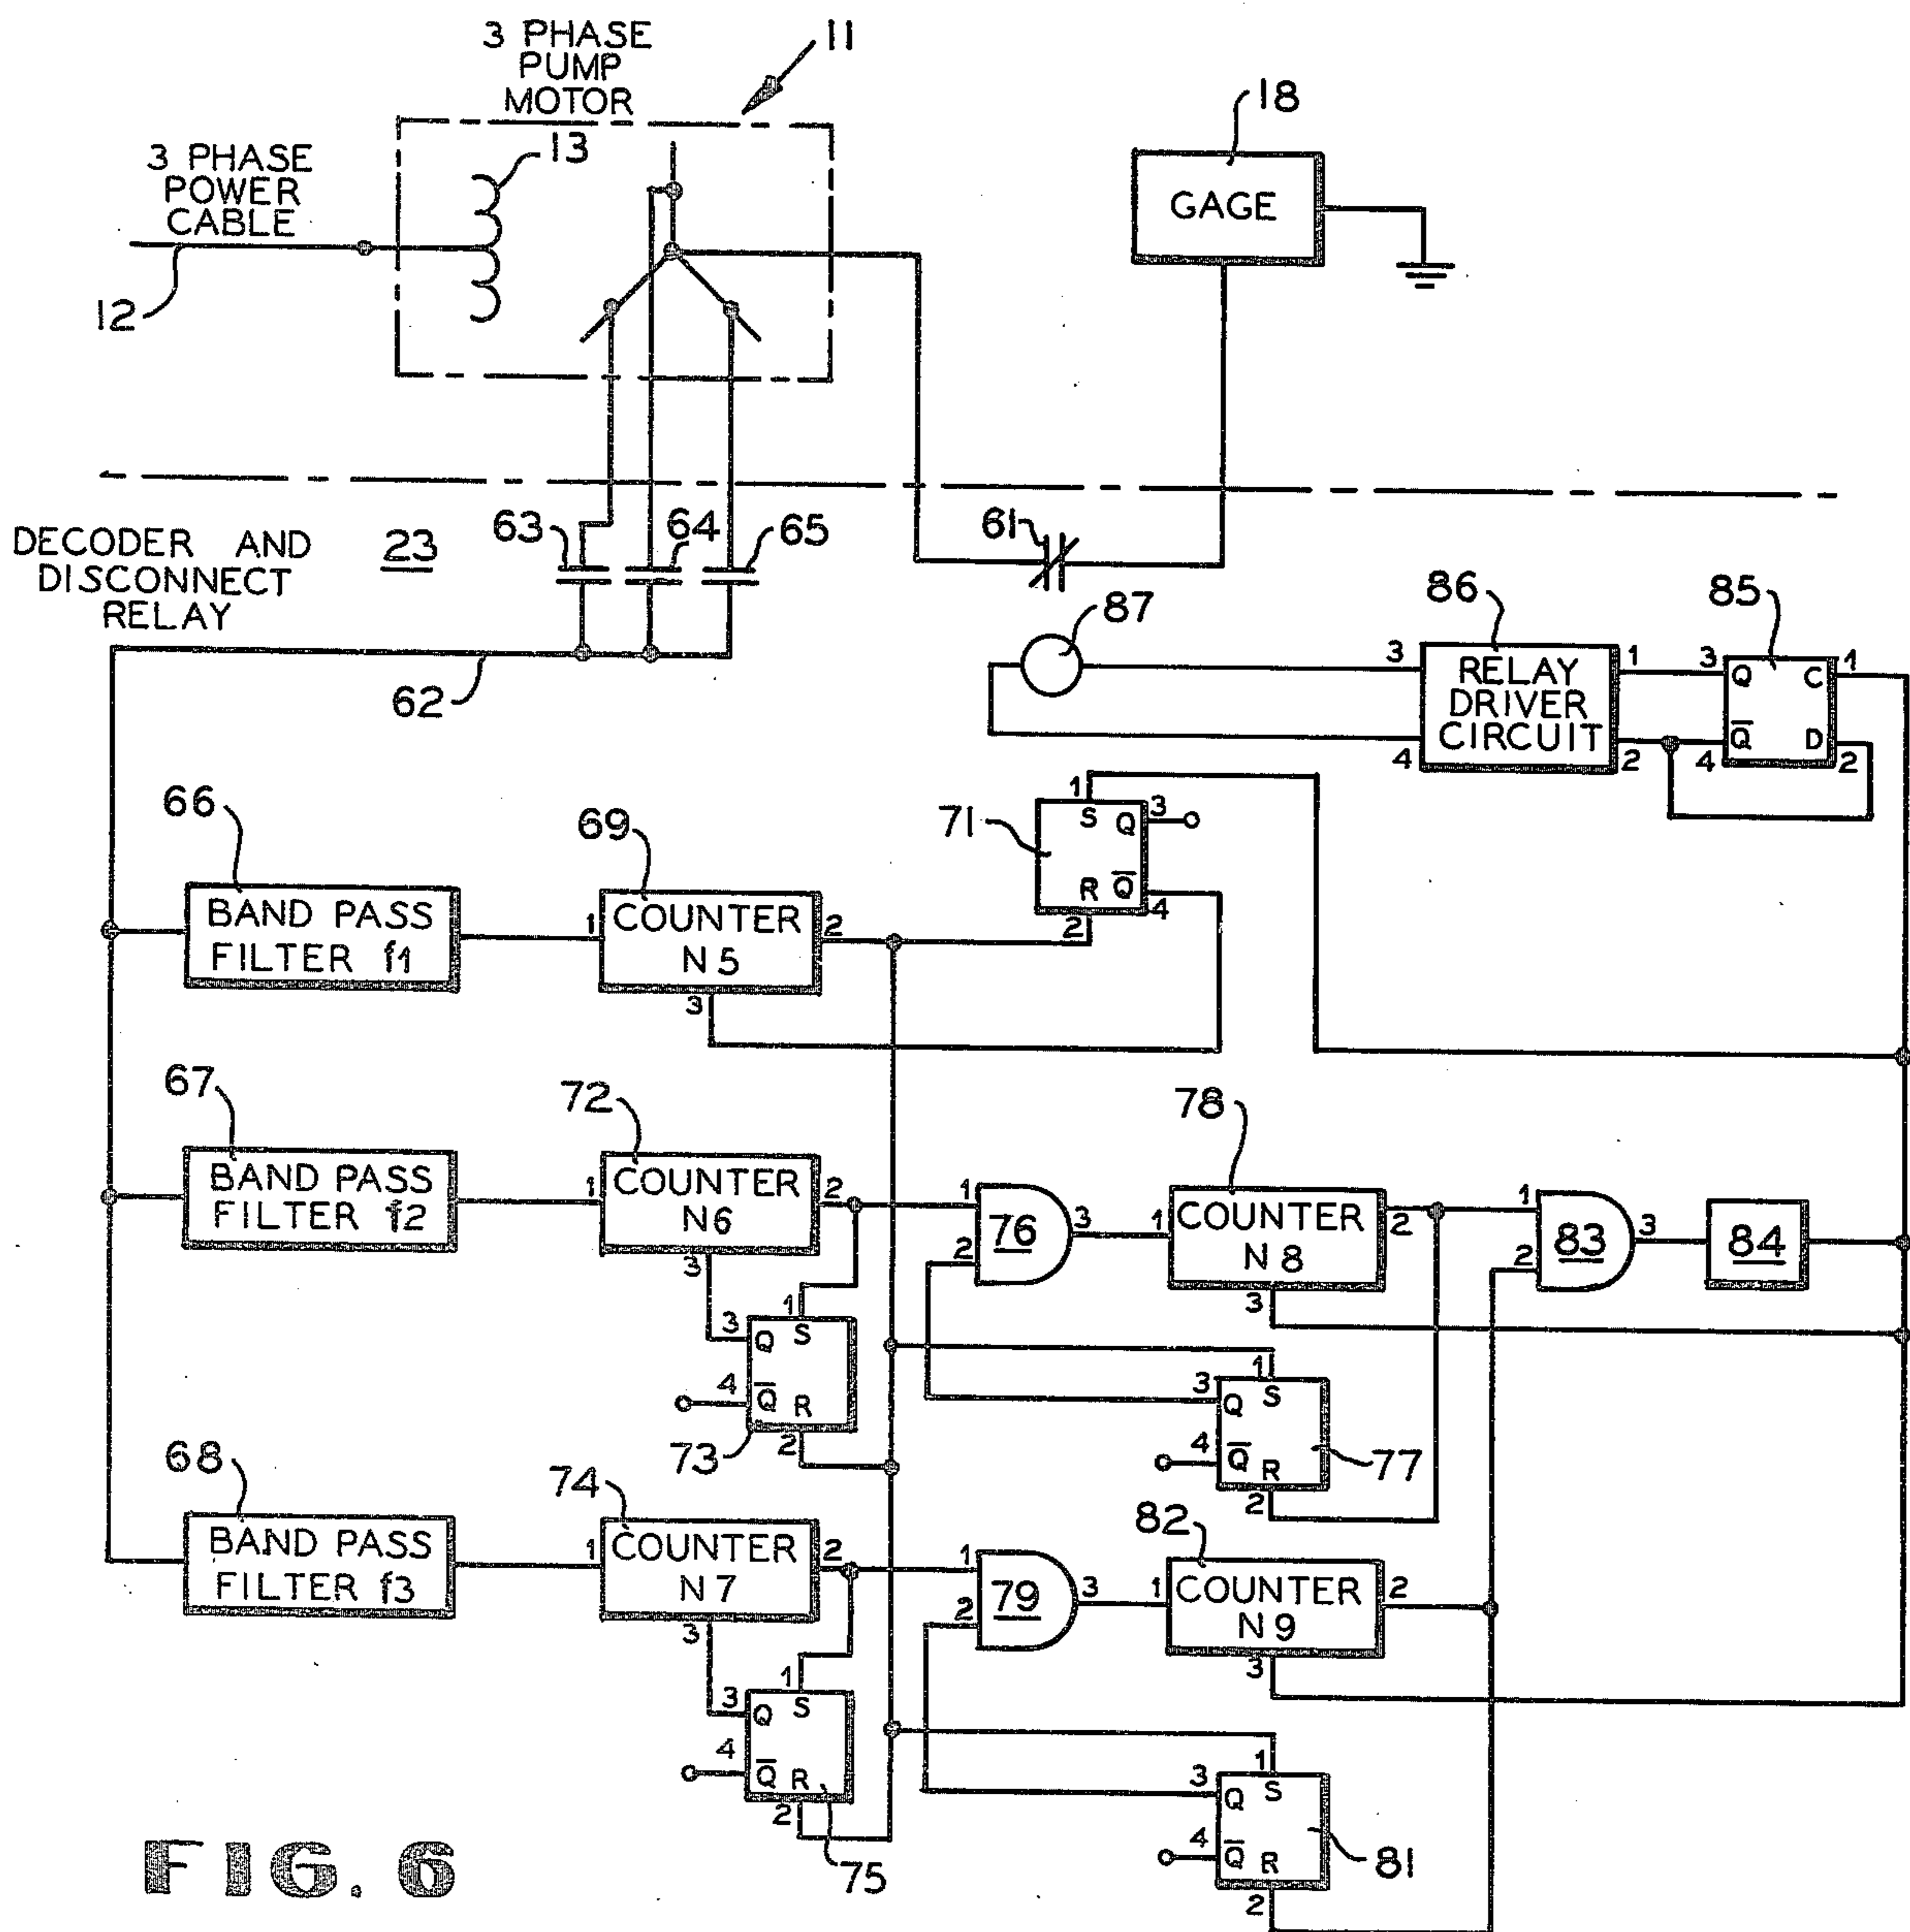 3 PHASE
PUMP
MOTOR
11
3 PHASE
POWER
CABLE
13
12
18
GAGE
DECODER AND
DISCONNECT
RELAY
23
63
64
65
61
62
87
86
85
3
RELAY
DRIVER
CIRCUIT
4
1
2
3
Q
C
1
4
Q̅
D
2
66
BAND PASS
FILTER f1
69
1
COUNTER
N5
2
3
71
1
S
Q
3
R
Q̅
4
2
67
BAND PASS
FILTER f2
72
1
COUNTER
N6
2
3
1
3
Q
S
4
Q̅
R
2
73
1
2
76
3
78
1
COUNTER
N8
2
3
1
2
83
3
84
1
3
Q
S
4
Q̅
R
2
77
68
BAND PASS
FILTER f3
74
1
COUNTER
N7
2
3
1
3
Q
S
4
Q̅
R
2
75
1
2
79
3
82
1
COUNTER
N9
2
3
1
3
Q
S
4
Q̅
R
2
81
FIG. 6